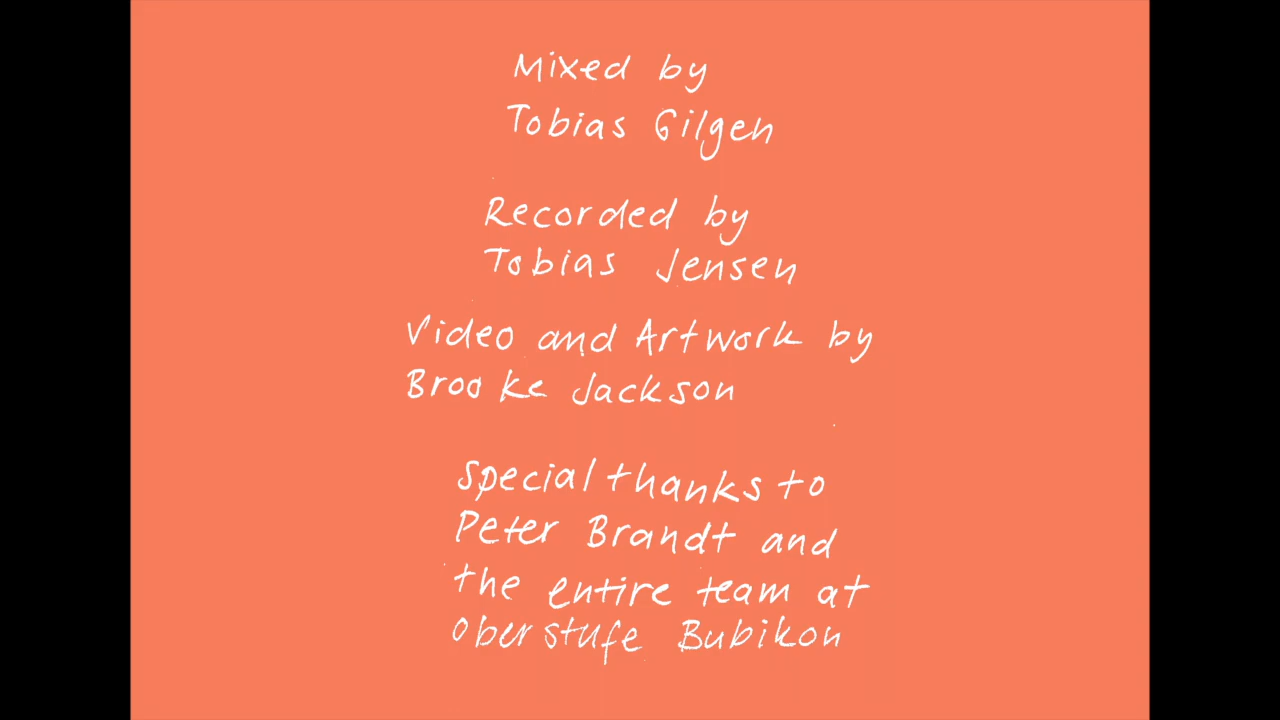 Mixed by
Tobias Gilgen
Recorded by
Tobias Jensen
Video and Artwork by
Brooke Jackson
Special thanks to
Peter Brandt and
the entire team at
Oberstufe Bubikon